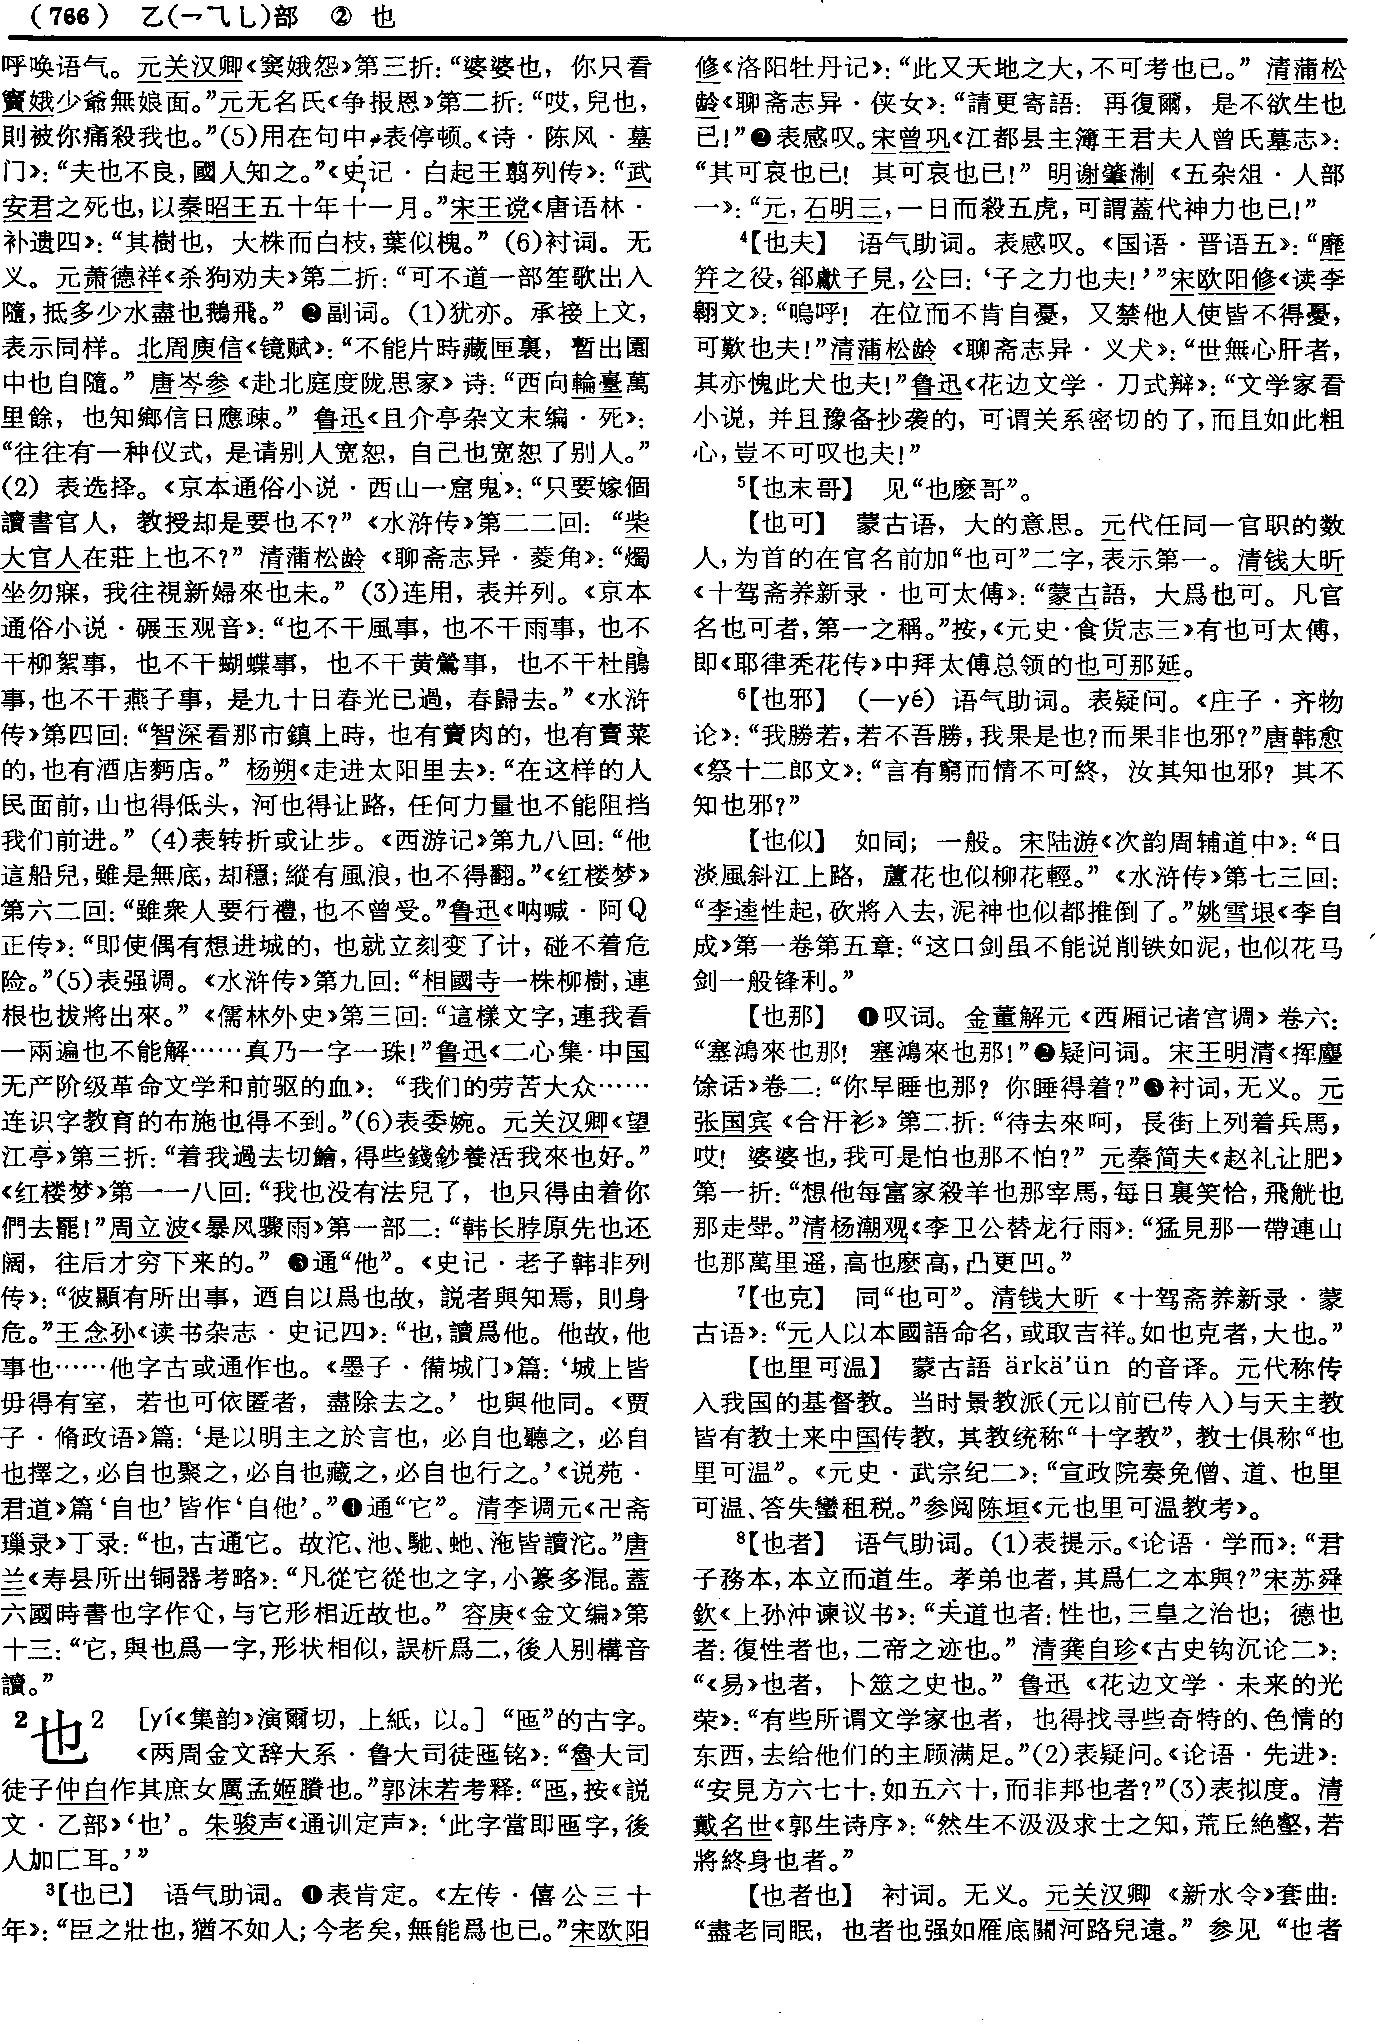 (766) 乙(乛乁乚)部 ② 也
呼唤语气。元关汉卿《窦娥怨》第三折：“婆婆也，你只看
竇娥少爺無娘面。”元无名氏《争报恩》第二折：“哎，兒也，
則被你痛殺我也。”(5)用在句中，表停顿。《诗·陈风·墓
门》：“夫也不良，國人知之。”《史记·白起王翦列传》：“武
安君之死也，以秦昭王五十年十一月。”宋王谠《唐语林·
补遗四》：“其樹也，大株而白枝，葉似槐。”(6)衬词。无
义。元萧德祥《杀狗劝夫》第二折：“可不道一部笙歌出入
隨，抵多少水盡也鵝飛。”❷副词。(1)犹亦。承接上文，
表示同样。北周庾信《镜赋》：“不能片時藏匣裏，暫出園
中也自隨。”唐岑参《赴北庭度陇思家》诗：“西向輪臺萬
里餘，也知鄉信日應疎。”鲁迅《且介亭杂文末编·死》：
“往往有一种仪式，是请别人宽恕，自己也宽恕了别人。”
(2)表选择。《京本通俗小说·西山一窟鬼》：“只要嫁個
讀書官人，教授却是要也不？”《水浒传》第二二回：“柴
大官人在莊上也不？”清蒲松龄《聊斋志异·菱角》：“燭
坐勿寐，我往視新婦來也未。”(3)连用，表并列。《京本
通俗小说·碾玉观音》：“也不干風事，也不干雨事，也不
干柳絮事，也不干蝴蝶事，也不干黄鶯事，也不干杜鵑
事，也不干燕子事，是九十日春光已過，春歸去。”《水浒
传》第四回：“智深看那市鎮上時，也有賣肉的，也有賣菜
的，也有酒店麪店。”杨朔《走进太阳里去》：“在这样的人
民面前，山也得低头，河也得让路，任何力量也不能阻挡
我们前进。”(4)表转折或让步。《西游记》第九八回：“他
這船兒，雖是無底，却穩；縱有風浪，也不得翻。”《红楼梦》
第六二回：“雖衆人要行禮，也不曾受。”鲁迅《呐喊·阿Q
正传》：“即使偶有想进城的，也就立刻变了计，碰不着危
险。”(5)表强调。《水浒传》第九回：“相國寺一株柳樹，連
根也拔將出來。”《儒林外史》第三回：“這樣文字，連我看
一兩遍也不能解……真乃一字一珠！”鲁迅《二心集·中国
无产阶级革命文学和前驱的血》：“我们的劳苦大众……
连识字教育的布施也得不到。”(6)表委婉。元关汉卿《望
江亭》第三折：“着我過去切鱠，得些錢鈔養活我來也好。”
《红楼梦》第一一八回：“我也没有法兒了，也只得由着你
們去罷！”周立波《暴风骤雨》第一部二：“韩长脖原先也还
阔，往后才穷下来的。”❸通“他”。《史记·老子韩非列
传》：“彼顯有所出事，迺自以爲也故，説者與知焉，則身
危。”王念孙《读书杂志·史记四》：“也，讀爲他。他故，他
事也……他字古或通作也。《墨子·備城门》篇：‘城上皆
毋得有室，若也可依匿者，盡除去之。’也與他同。《贾
子·脩政语》篇：‘是以明主之於言也，必自也聽之，必自
也擇之，必自也聚之，必自也藏之，必自也行之。’《说苑·
君道》篇‘自也’皆作‘自他’。”❹通“它”。清李调元《卍斋
璅录》丁录：“也，古通它。故沱、池、馳、虵、沲皆讀沱。”唐
兰《寿县所出铜器考略》：“凡從它從也之字，小篆多混。蓋
六國時書也字作，与它形相近故也。”容庚《金文编》第
十三：“它，與也爲一字，形状相似，誤析爲二，後人别構音
讀。”
2也2 [yí《集韵》演爾切，上紙，以。]“匜”的古字。
《两周金文辞大系·鲁大司徒匜铭》：“魯大司
徒子仲白作其庶女厲孟姬賸也。”郭沫若考释：“匜，按《説
文·乙部》‘也’。朱骏声《通训定声》：‘此字當即匜字，後
人加匚耳。’”
3【也已】 语气助词。❶表肯定。《左传·僖公三十
年》：“臣之壯也，猶不如人；今老矣，無能爲也已。”宋欧阳
修《洛阳牡丹记》：“此又天地之大，不可考也已。”清蒲松
龄《聊斋志异·侠女》：“請更寄語：再復爾，是不欲生也
已！”❷表感叹。宋曾巩《江都县主簿王君夫人曾氏墓志》：
“其可哀也已！其可哀也已！”明谢肇淛《五杂俎·人部
一》：“元，石明三，一日而殺五虎，可謂蓋代神力也已！”
4【也夫】 语气助词。表感叹。《国语·晋语五》：“靡
笄之役，郤獻子見，公曰：‘子之力也夫！’”宋欧阳修《读李
翱文》：“嗚呼！在位而不肯自憂，又禁他人使皆不得憂，
可歎也夫！”清蒲松龄《聊斋志异·义犬》：“世無心肝者，
其亦愧此犬也夫！”鲁迅《花边文学·刀式辩》：“文学家看
小说，并且豫备抄袭的，可谓关系密切的了，而且如此粗
心，豈不可叹也夫！”
5【也末哥】 见“也麽哥”。
【也可】 蒙古语，大的意思。元代任同一官职的数
人，为首的在官名前加“也可”二字，表示第一。清钱大昕
《十驾斋养新录·也可太傅》：“蒙古語，大爲也可。凡官
名也可者，第一之稱。”按，《元史·食货志三》有也可太傅，
即《耶律秃花传》中拜太傅总领的也可那延。
6【也邪】 (—yé) 语气助词。表疑问。《庄子·齐物
论》：“我勝若，若不吾勝，我果是也？而果非也邪？”唐韩愈
《祭十二郎文》：“言有窮而情不可終，汝其知也邪？其不
知也邪？”
【也似】 如同；一般。宋陆游《次韵周辅道中》：“日
淡風斜江上路，蘆花也似柳花輕。”《水浒传》第七三回：
“李逵性起，砍將入去，泥神也似都推倒了。”姚雪垠《李自
成》第一卷第五章：“这口剑虽不能说削铁如泥，也似花马
剑一般锋利。”
【也那】 ❶叹词。金董解元《西厢记诸宫调》卷六：
“塞鴻來也那！塞鴻來也那！”❷疑问词。宋王明清《挥麈
馀话》卷二：“你早睡也那？你睡得着？”❸衬词，无义。元
张国宾《合汗衫》第二折：“待去來呵，長街上列着兵馬，
哎！婆婆也，我可是怕也那不怕？”元秦简夫《赵礼让肥》
第一折：“想他每富家殺羊也那宰馬，每日裏笑恰，飛觥也
那走斝。”清杨潮观《李卫公替龙行雨》：“猛見那一帶連山
也那萬里遥，高也麽高，凸更凹。”
7【也克】 同“也可”。清钱大昕《十驾斋养新录·蒙
古语》：“元人以本國語命名，或取吉祥。如也克者，大也。”
【也里可温】 蒙古語 ärkä'ün 的音译。元代称传
入我国的基督教。当时景教派(元以前已传入)与天主教
皆有教士来中国传教，其教统称“十字教”，教士俱称“也
里可温”。《元史·武宗纪二》：“宣政院奏免僧、道、也里
可温、答失蠻租税。”参阅陈垣《元也里可温教考》。
8【也者】 语气助词。(1)表提示。《论语·学而》：“君
子務本，本立而道生。孝弟也者，其爲仁之本與？”宋苏舜
欽《上孙冲谏议书》：“夫道也者：性也，三皇之治也；德也
者：復性者也，二帝之迹也。”清龚自珍《古史钩沉论二》：
“《易》也者，卜筮之史也。”鲁迅《花边文学·未来的光
荣》：“有些所谓文学家也者，也得找寻些奇特的、色情的
东西，去给他们的主顾满足。”(2)表疑问。《论语·先进》：
“安見方六七十，如五六十，而非邦也者？”(3)表拟度。清
戴名世《郭生诗序》：“然生不汲汲求士之知，荒丘絶壑，若
將終身也者。”
【也者也】 衬词。无义。元关汉卿《新水令》套曲：
“盡老同眠，也者也强如雁底關河路兒遠。”参见“也者